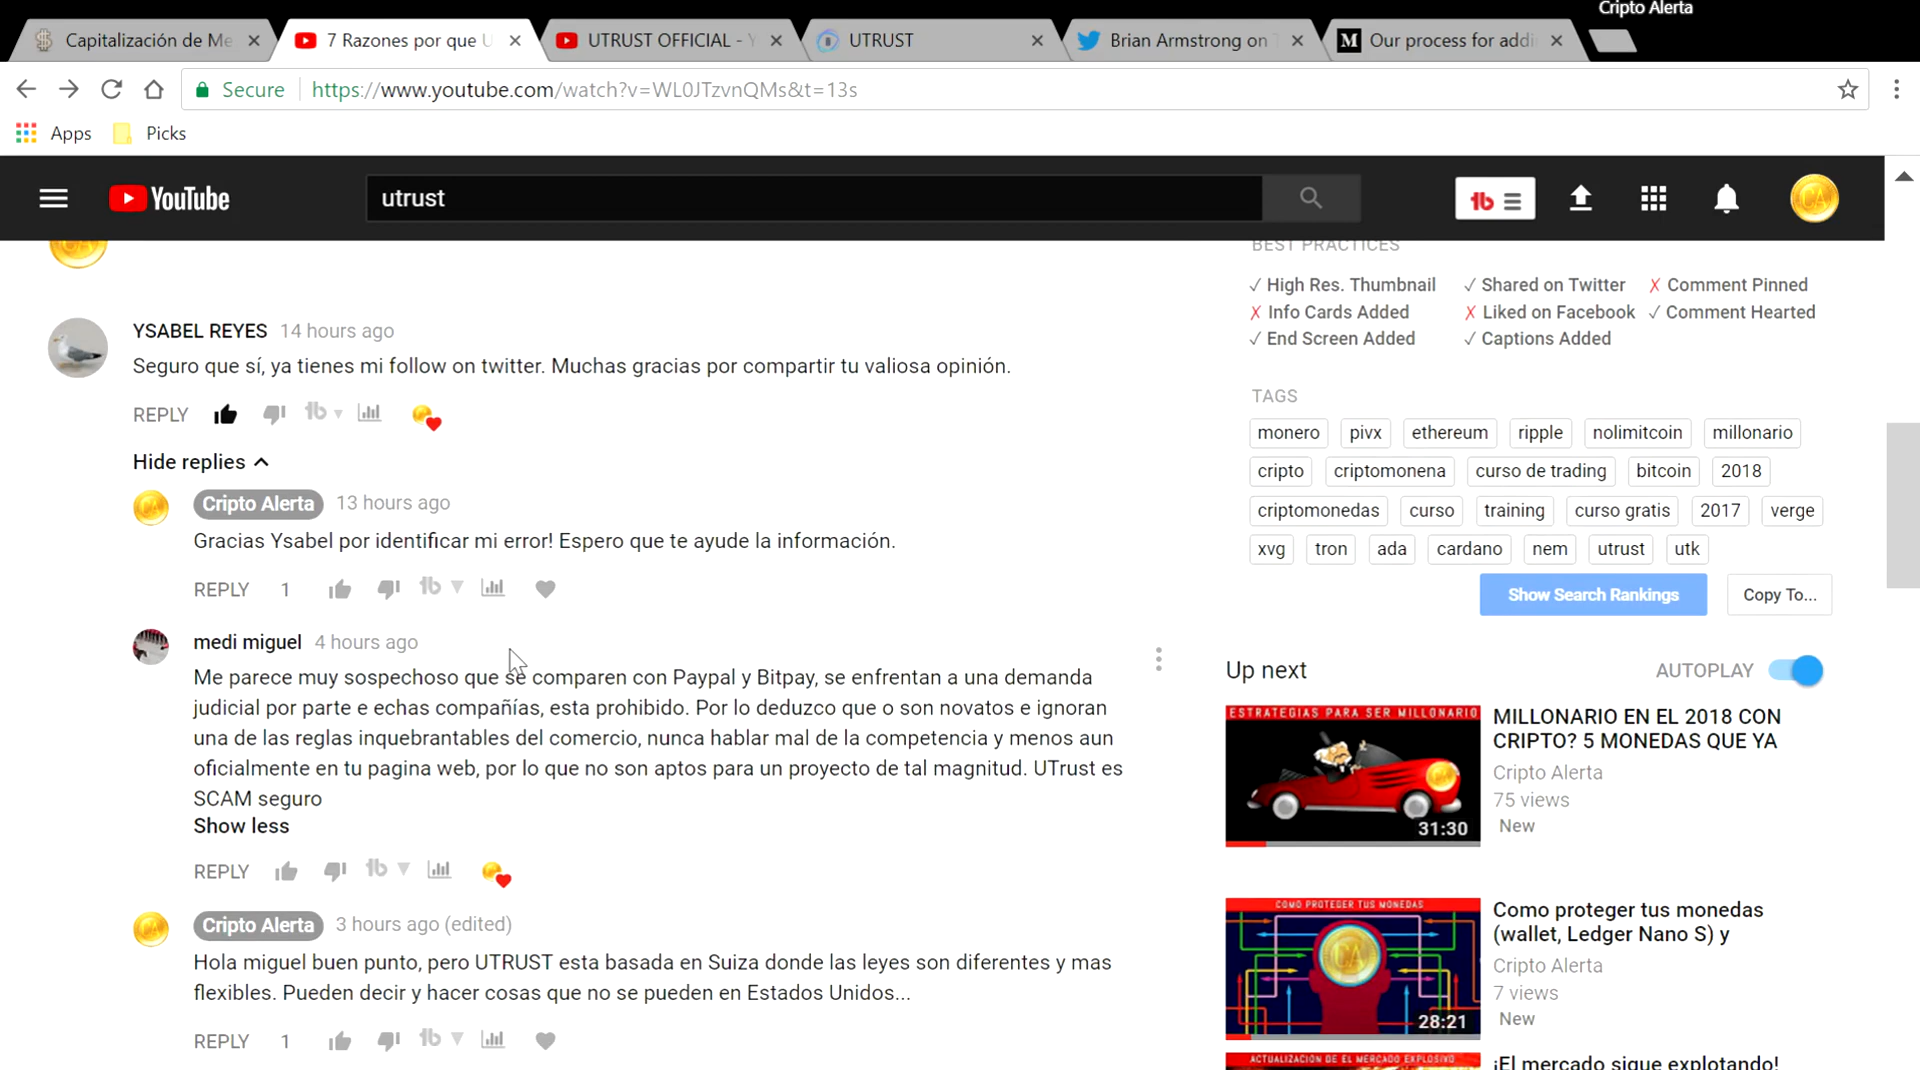 Cripto Alerta
Capitalización de Me
7 Razones por que U
UTRUST OFFICIAL - Y
UTRUST
Brian Armstrong on T
M Our process for addi
Secure https://www.youtube.com/watch?v=WL0JTzvnQMs&t=13s
Apps Picks
YouTube
utrust
tb
CA
BEST PRACTICES
✓ High Res. Thumbnail ✓ Shared on Twitter ✗ Comment Pinned
✗ Info Cards Added ✗ Liked on Facebook ✓ Comment Hearted
✓ End Screen Added ✓ Captions Added
YSABEL REYES 14 hours ago
Seguro que sí, ya tienes mi follow on twitter. Muchas gracias por compartir tu valiosa opinión.
REPLY tb
Hide replies
Cripto Alerta 13 hours ago
Gracias Ysabel por identificar mi error! Espero que te ayude la información.
REPLY 1 tb
medi miguel 4 hours ago
Me parece muy sospechoso que se comparen con Paypal y Bitpay, se enfrentan a una demanda
judicial por parte e echas compañías, esta prohibido. Por lo deduzco que o son novatos e ignoran
una de las reglas inquebrantables del comercio, nunca hablar mal de la competencia y menos aun
oficialmente en tu pagina web, por lo que no son aptos para un proyecto de tal magnitud. UTrust es
SCAM seguro
Show less
REPLY tb
Cripto Alerta 3 hours ago (edited)
Hola miguel buen punto, pero UTRUST esta basada en Suiza donde las leyes son diferentes y mas
flexibles. Pueden decir y hacer cosas que no se pueden en Estados Unidos...
REPLY 1 tb
TAGS
monero pivx ethereum ripple nolimitcoin millonario
cripto criptomonena curso de trading bitcoin 2018
criptomonedas curso training curso gratis 2017 verge
xvg tron ada cardano nem utrust utk
Show Search Rankings Copy To...
Up next AUTOPLAY
ESTRATEGIAS PARA SER MILLONARIO
31:30
MILLONARIO EN EL 2018 CON
CRIPTO? 5 MONEDAS QUE YA
Cripto Alerta
75 views
New
COMO PROTEGER TUS MONEDAS
CA
28:21
Como proteger tus monedas
(wallet, Ledger Nano S) y
Cripto Alerta
7 views
New
ACTUALIZACION DE EL MERCADO EXPLOSIVO
¡El mercado sigue explotando!